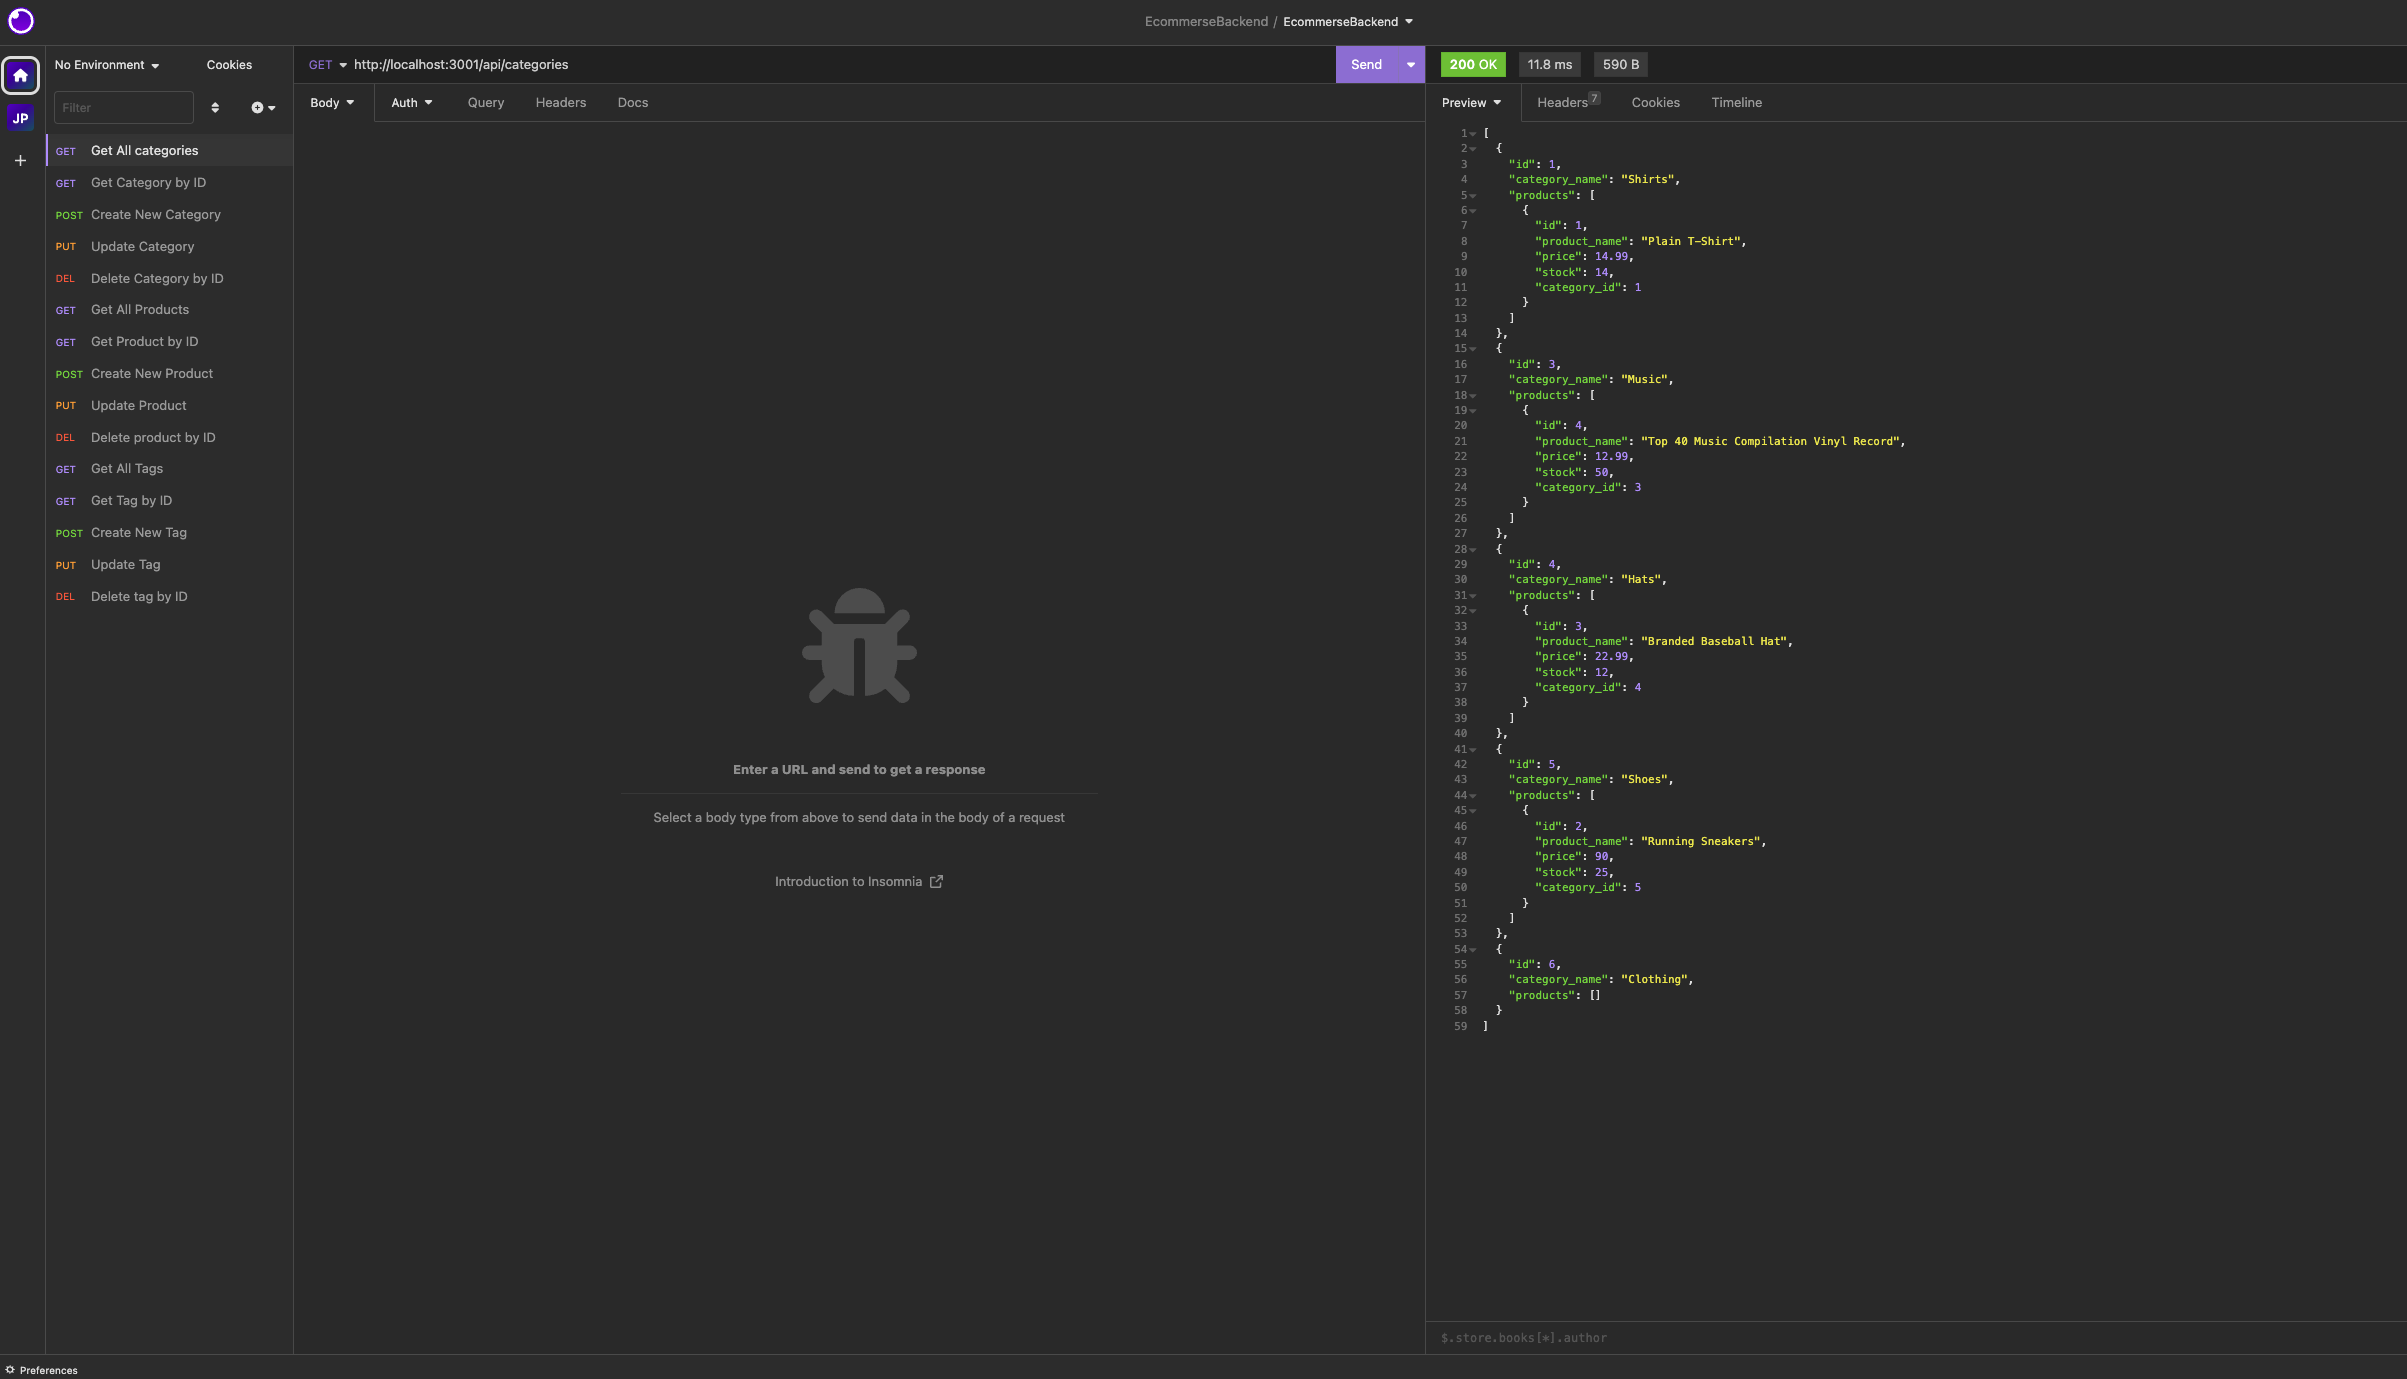 EcommerseBackend / EcommerseBackend
No Environment
Cookies
Filter
JP
GET Get All categories
GET Get Category by ID
POST Create New Category
PUT Update Category
DEL Delete Category by ID
GET Get All Products
GET Get Product by ID
POST Create New Product
PUT Update Product
DEL Delete product by ID
GET Get All Tags
GET Get Tag by ID
POST Create New Tag
PUT Update Tag
DEL Delete tag by ID
GET http://localhost:3001/api/categories
Send
Body Auth Query Headers Docs
Enter a URL and send to get a response
Select a body type from above to send data in the body of a request
Introduction to Insomnia
200 OK 11.8 ms 590 B
Preview Headers 7 Cookies Timeline
1 [
2 {
3 "id": 1,
4 "category_name": "Shirts",
5 "products": [
6 {
7 "id": 1,
8 "product_name": "Plain T-Shirt",
9 "price": 14.99,
10 "stock": 14,
11 "category_id": 1
12 }
13 ]
14 },
15 {
16 "id": 3,
17 "category_name": "Music",
18 "products": [
19 {
20 "id": 4,
21 "product_name": "Top 40 Music Compilation Vinyl Record",
22 "price": 12.99,
23 "stock": 50,
24 "category_id": 3
25 }
26 ]
27 },
28 {
29 "id": 4,
30 "category_name": "Hats",
31 "products": [
32 {
33 "id": 3,
34 "product_name": "Branded Baseball Hat",
35 "price": 22.99,
36 "stock": 12,
37 "category_id": 4
38 }
39 ]
40 },
41 {
42 "id": 5,
43 "category_name": "Shoes",
44 "products": [
45 {
46 "id": 2,
47 "product_name": "Running Sneakers",
48 "price": 90,
49 "stock": 25,
50 "category_id": 5
51 }
52 ]
53 },
54 {
55 "id": 6,
56 "category_name": "Clothing",
57 "products": []
58 }
59 ]
$.store.books[*].author
Preferences